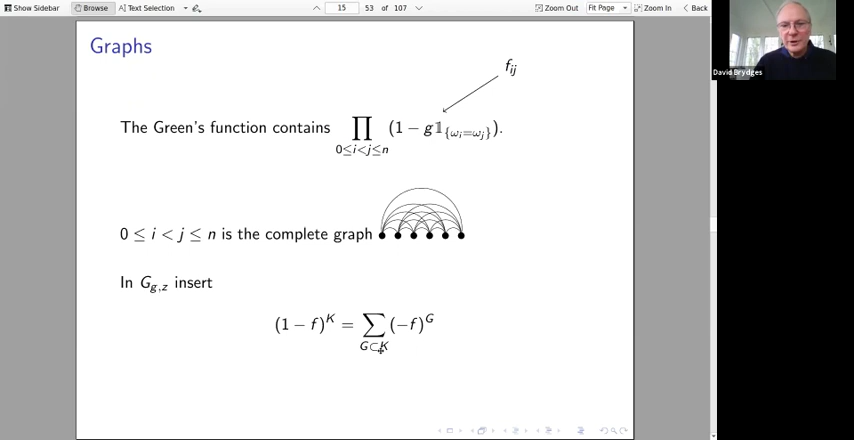 Show Sidebar Browse Text Selection 15 53 of 107 Zoom Out Fit Page Zoom In Back
Graphs
f_{ij}
The Green's function contains ∏_{0≤i<j≤n} (1 − g𝟙_{\{ω_i=ω_j\}}).
0 ≤ i < j ≤ n is the complete graph
In G_{g,z} insert
(1 − f)^K = ∑_{G⊂K} (−f)^G
David Brydges